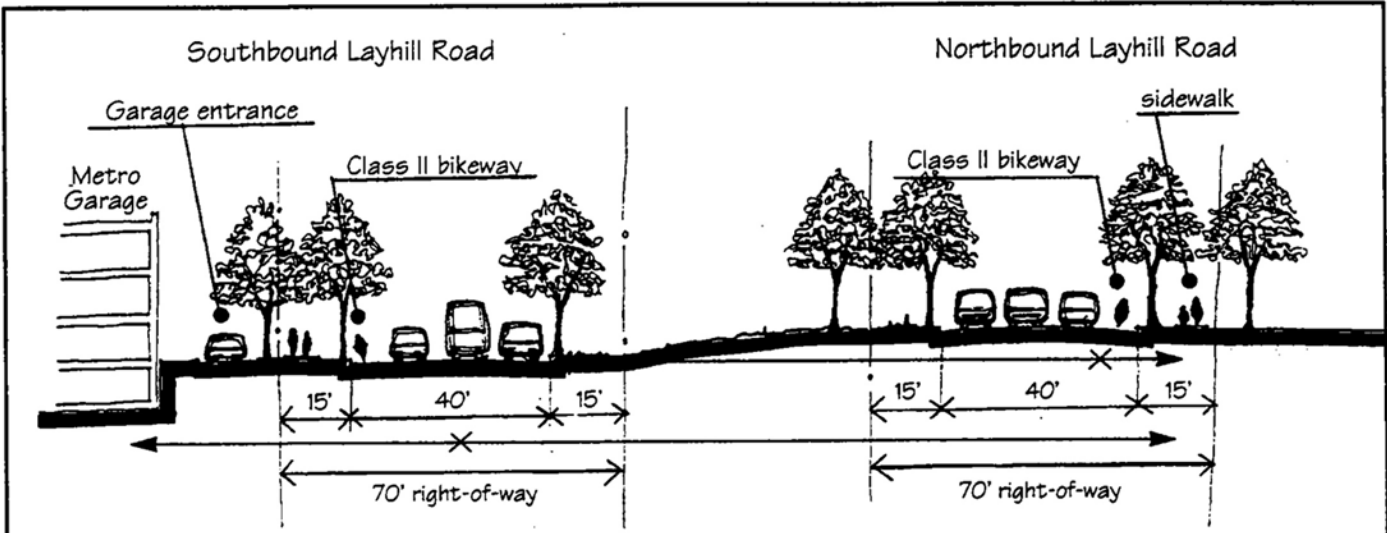 Southbound Layhill Road
Northbound Layhill Road
Garage entrance
sidewalk
Metro
Garage
Class II bikeway
Class II bikeway
15'
40'
15'
15'
40'
15'
70' right-of-way
70' right-of-way